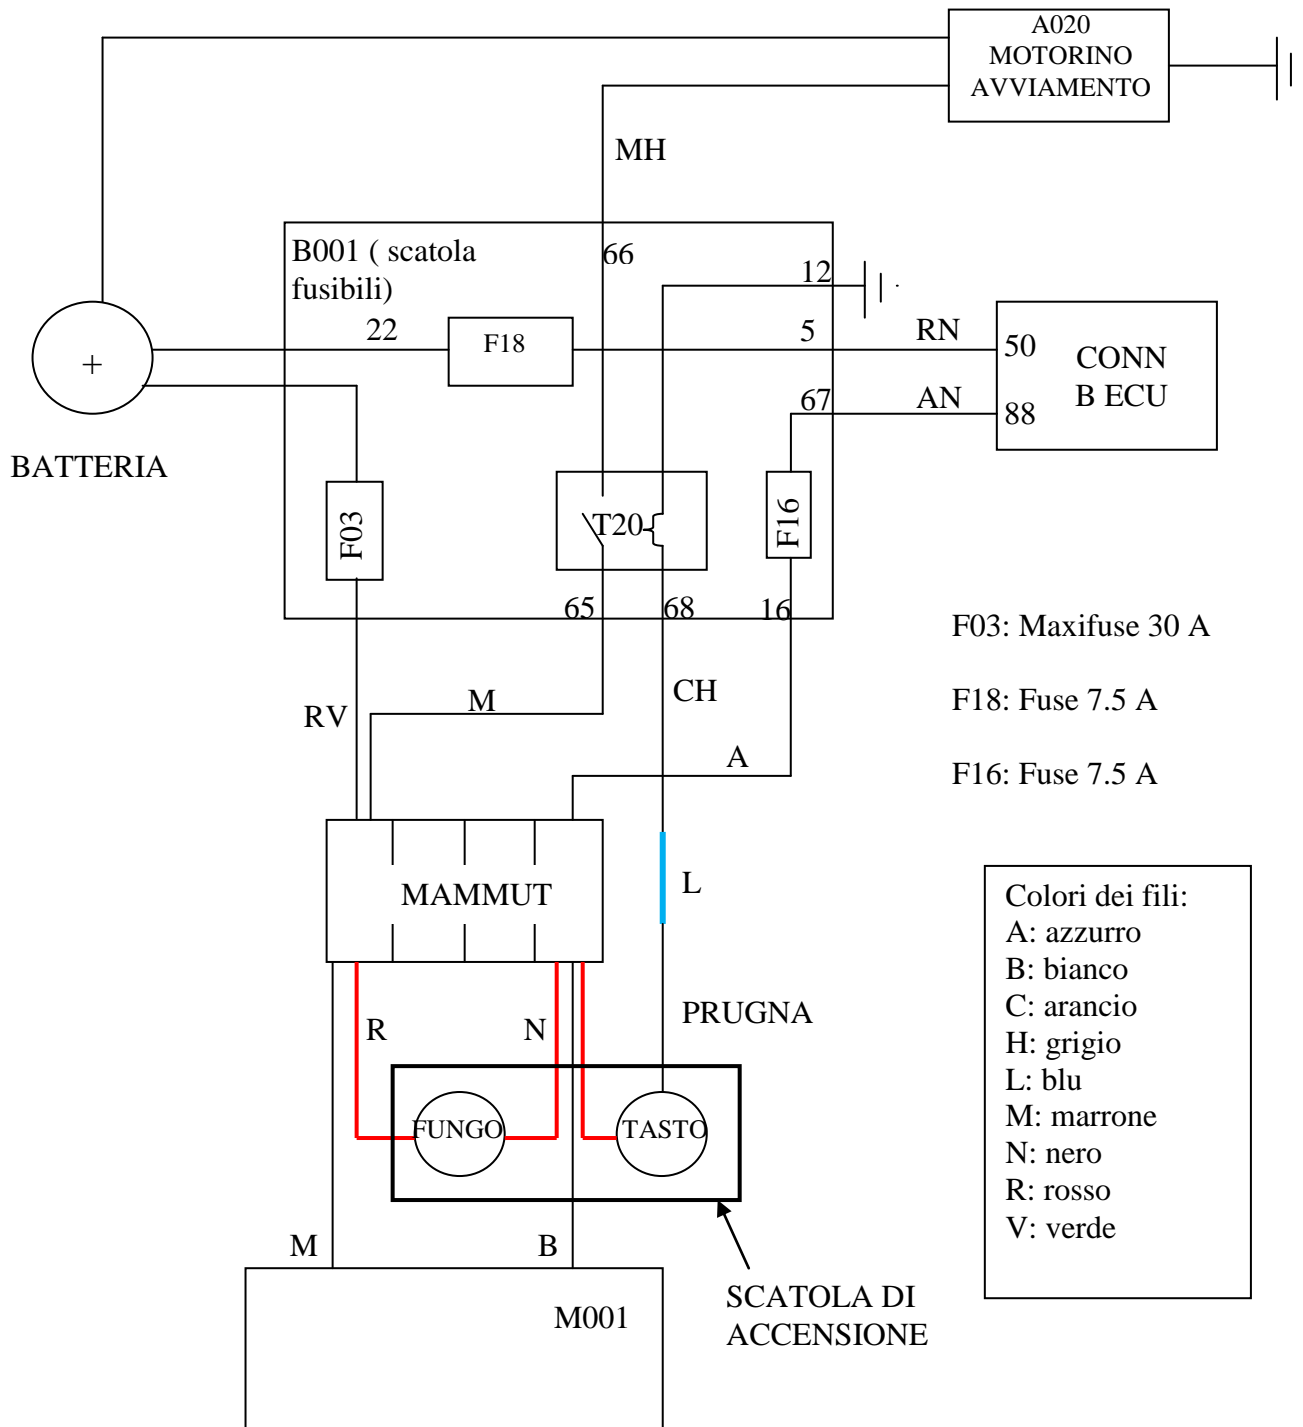 A020
MOTORINO
AVVIAMENTO
MH
B001 ( scatola
fusibili)
66
12
22
F18
5
RN
50
CONN
B ECU
+
67
AN
88
BATTERIA
F03
T20
F16
65
68
16
F03: Maxifuse 30 A
RV
M
CH
F18: Fuse 7.5 A
A
F16: Fuse 7.5 A
MAMMUT
L
Colori dei fili:
A: azzurro
B: bianco
C: arancio
H: grigio
L: blu
M: marrone
N: nero
R: rosso
V: verde
R
N
PRUGNA
FUNGO
TASTO
M
B
M001
SCATOLA DI
ACCENSIONE